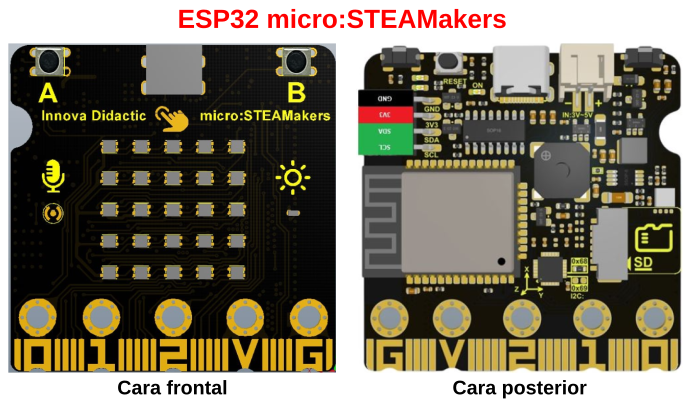 ESP32 micro:STEAMakers
A
B
Innova Didactic
micro:STEAMakers
0 1 2 V G
Cara frontal
RESET
ON
IN:3V~5V
GND
GND
3V3
3V3
SDA
SDA
SCL
SCL
SD
0x68
0x69
I2C:
X
Y
Z
G V 2 1 0
Cara posterior